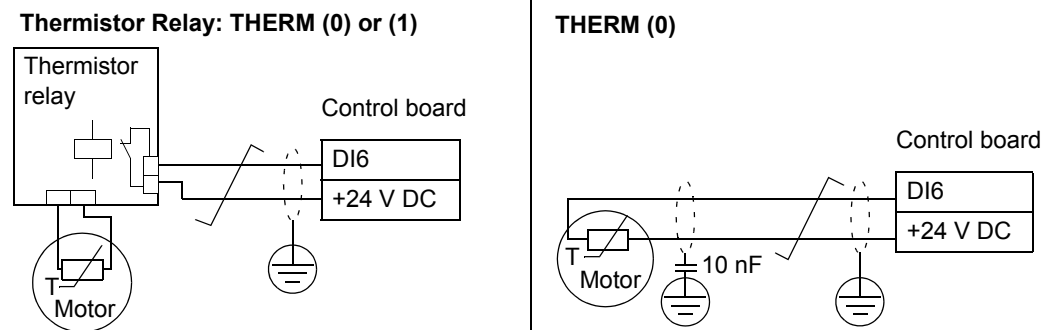 Thermistor Relay: THERM (0) or (1)
Thermistor
relay
Control board
DI6
+24 V DC
T
Motor
THERM (0)
Control board
DI6
+24 V DC
T
Motor
10 nF